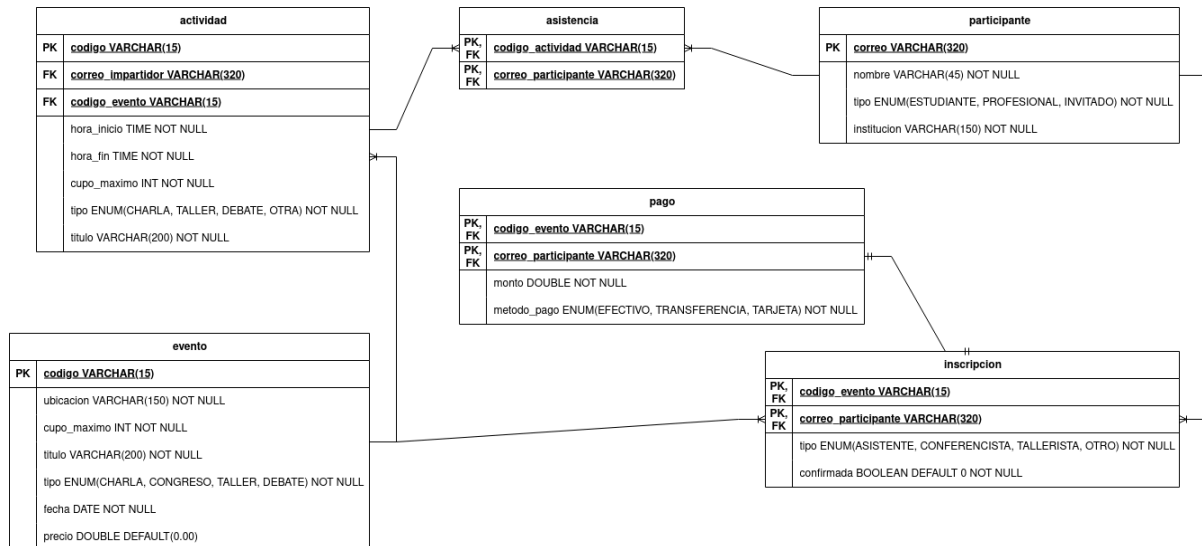 actividad
PK codigo VARCHAR(15)
FK correo_impartidor VARCHAR(320)
FK codigo_evento VARCHAR(15)
hora_inicio TIME NOT NULL
hora_fin TIME NOT NULL
cupo_maximo INT NOT NULL
tipo ENUM(CHARLA, TALLER, DEBATE, OTRA) NOT NULL
titulo VARCHAR(200) NOT NULL
asistencia
PK, FK codigo_actividad VARCHAR(15)
PK, FK correo_participante VARCHAR(320)
participante
PK correo VARCHAR(320)
nombre VARCHAR(45) NOT NULL
tipo ENUM(ESTUDIANTE, PROFESIONAL, INVITADO) NOT NULL
institucion VARCHAR(150) NOT NULL
pago
PK, FK codigo_evento VARCHAR(15)
PK, FK correo_participante VARCHAR(320)
monto DOUBLE NOT NULL
metodo_pago ENUM(EFECTIVO, TRANSFERENCIA, TARJETA) NOT NULL
evento
PK codigo VARCHAR(15)
ubicacion VARCHAR(150) NOT NULL
cupo_maximo INT NOT NULL
titulo VARCHAR(200) NOT NULL
tipo ENUM(CHARLA, CONGRESO, TALLER, DEBATE) NOT NULL
fecha DATE NOT NULL
precio DOUBLE DEFAULT(0.00)
inscripcion
PK, FK codigo_evento VARCHAR(15)
PK, FK correo_participante VARCHAR(320)
tipo ENUM(ASISTENTE, CONFERENCISTA, TALLERISTA, OTRO) NOT NULL
confirmada BOOLEAN DEFAULT 0 NOT NULL